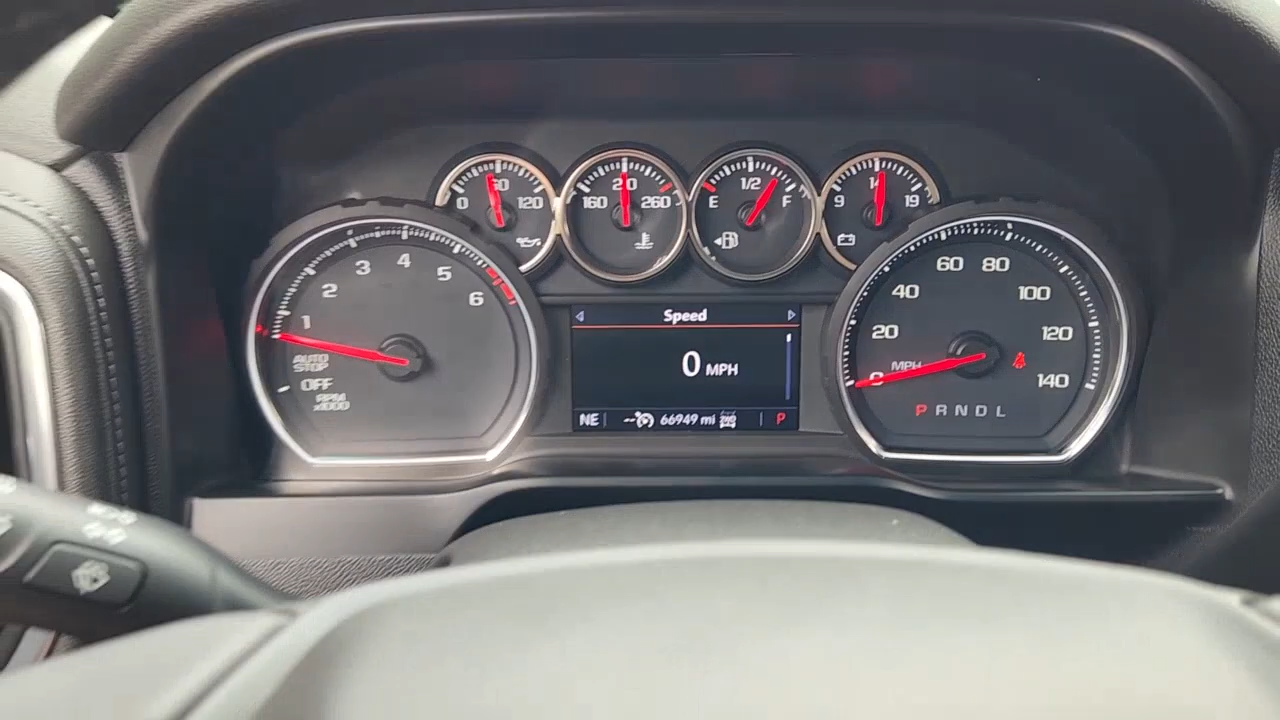 0 60 120
160 210 260
E 1/2 F
9 14 19
1 2 3 4 5 6
AUTO
STOP
OFF
RPM
x1000
Speed
0 MPH
NE -- 66949 mi P
0 20 40 60 80 100 120 140
MPH
P R N D L